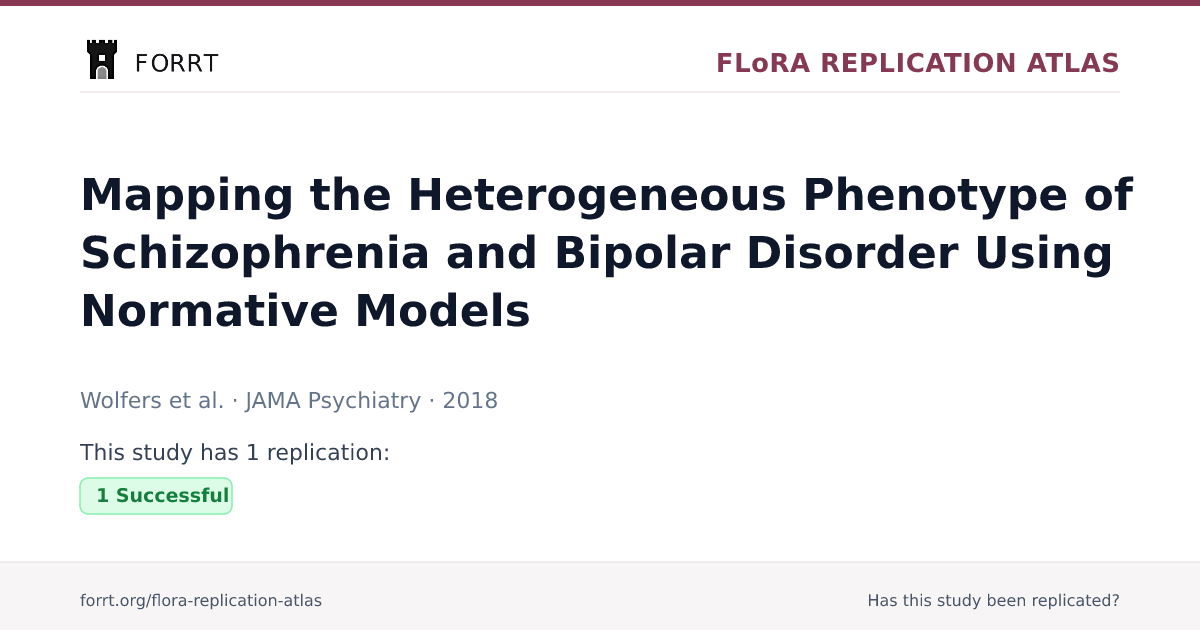 FORRT
FLoRA REPLICATION ATLAS
Mapping the Heterogeneous Phenotype of
Schizophrenia and Bipolar Disorder Using
Normative Models
Wolfers et al. · JAMA Psychiatry · 2018
This study has 1 replication:
1 Successful
forrt.org/flora-replication-atlas
Has this study been replicated?